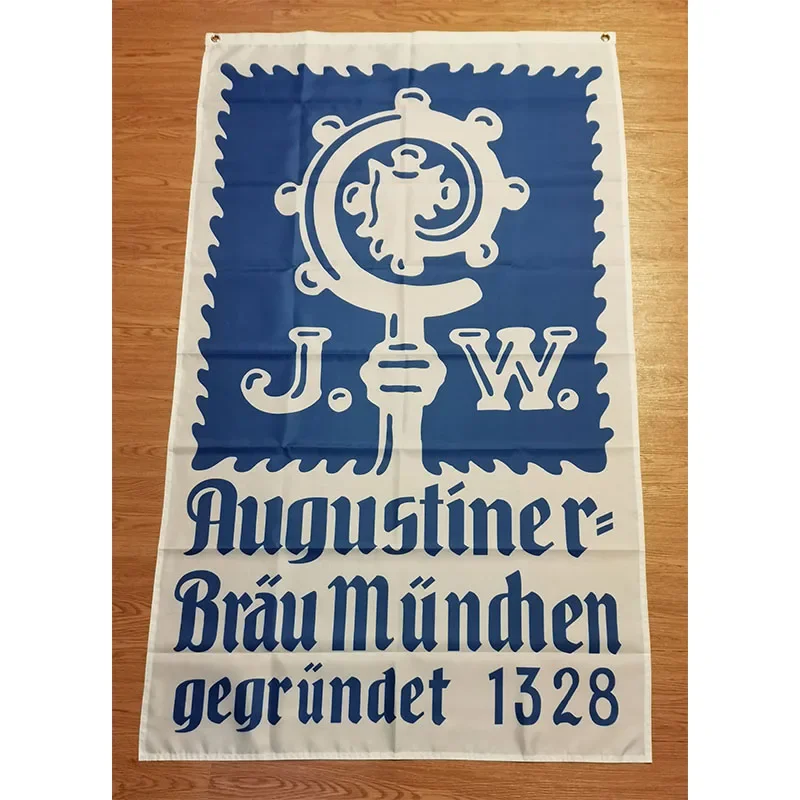 J. W.
Augustiner=
Bräu München
gegründet 1328